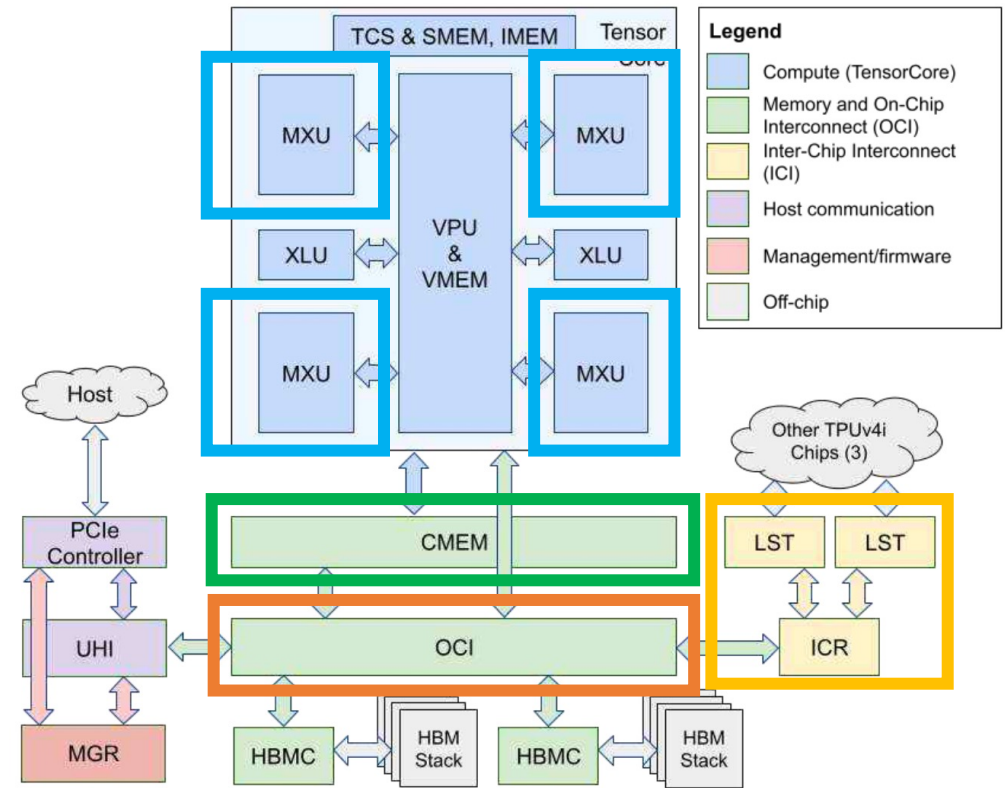 TCS & SMEM, IMEM
Tensor
Core
MXU
MXU
VPU
&
VMEM
XLU
XLU
MXU
MXU
Legend
Compute (TensorCore)
Memory and On-Chip
Interconnect (OCI)
Inter-Chip Interconnect
(ICI)
Host communication
Management/firmware
Off-chip
Host
Other TPUv4i
Chips (3)
PCIe
Controller
CMEM
LST
LST
UHI
OCI
ICR
MGR
HBMC
HBM
Stack
HBMC
HBM
Stack